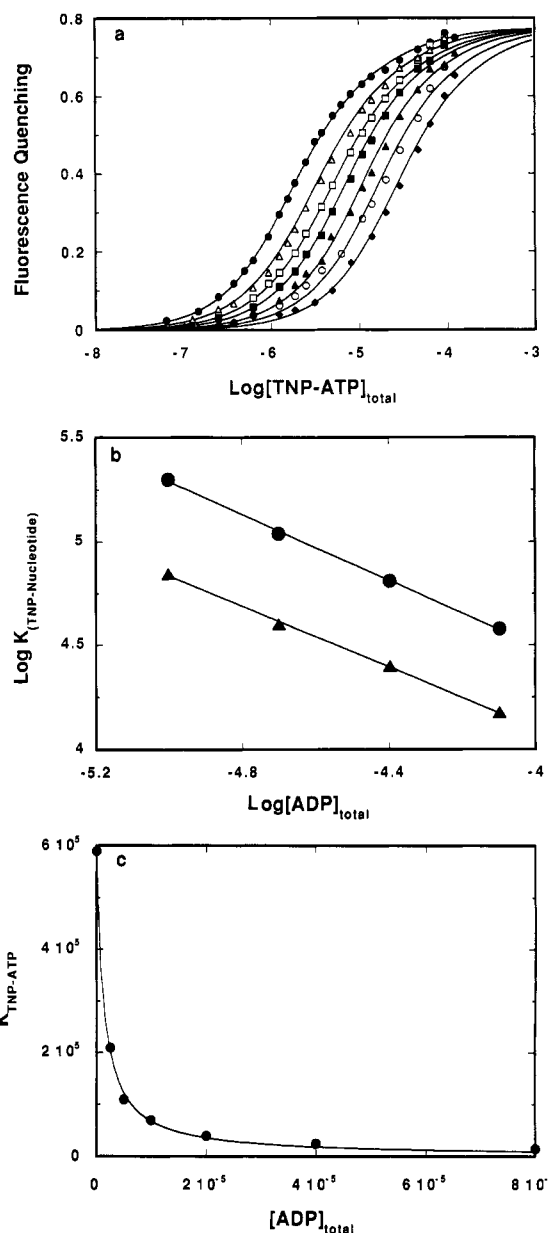 a
0.8
0.6
0.4
0.2
0
Fluorescence Quenching
-8 -7 -6 -5 -4 -3
Log[TNP-ATP]total
b
5.5
5
4.5
4
Log K(TNP-Nucleotide)
-5.2 -4.8 -4.4 -4
Log[ADP]total
c
6 10^5
4 10^5
2 10^5
0
KTNP-ATP
0 2 10^-5 4 10^-5 6 10^-5 8 10^-
[ADP]total